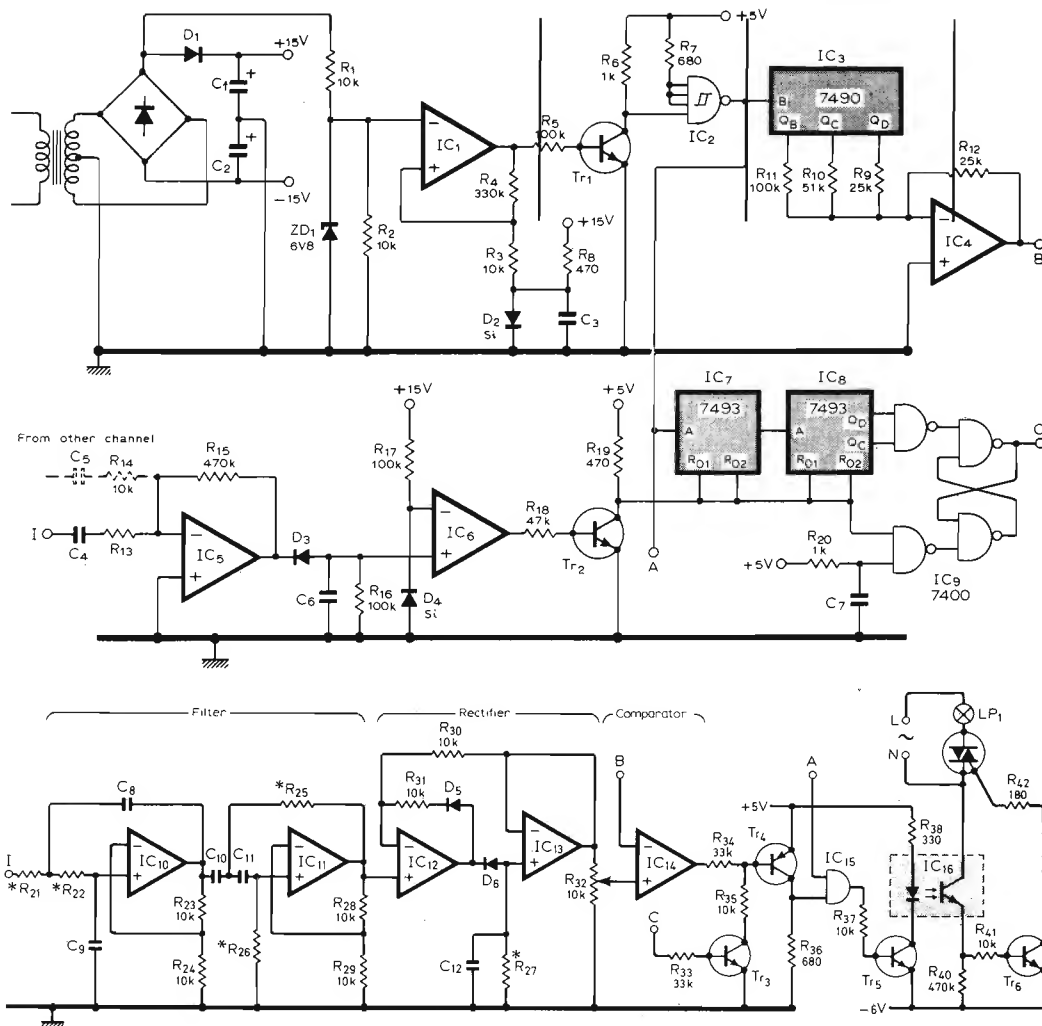 D1
+15V
C1
C2
-15V
R1
10k
ZD1
6V8
R2
10k
IC1
R4
330k
R3
10k
D2
Si
+15V
R8
470
C3
R5
100k
Tr1
+5V
R6
1k
R7
680
IC2
IC3
7490
B
QB
QC
QD
R11
100k
R10
51k
R9
25k
R12
25k
IC4
B
From other channel
C5
R14
10k
R15
470k
I
C4
R13
IC5
D3
C6
R16
100k
+15V
R17
100k
D4
Si
IC6
R18
47k
Tr2
+5V
R19
470
A
IC7
7493
A
RO1
RO2
IC8
7493
A
QD
QC
RO1
RO2
R20
1k
+5V
C7
IC9
7400
C
Filter
Rectifier
Comparator
I
*R21
*R22
C8
C9
IC10
C10
C11
R23
10k
R24
10k
*R25
*R26
IC11
R28
10k
R29
10k
R30
10k
R31
10k
D5
IC12
D6
C12
*R27
IC13
R32
10k
B
IC14
C
R33
33k
R34
33k
R35
10k
Tr3
+5V
Tr4
R36
680
A
IC15
R37
10k
Tr5
R38
330
IC16
L
N
LP1
R42
180
R41
10k
R40
470k
Tr6
-6V